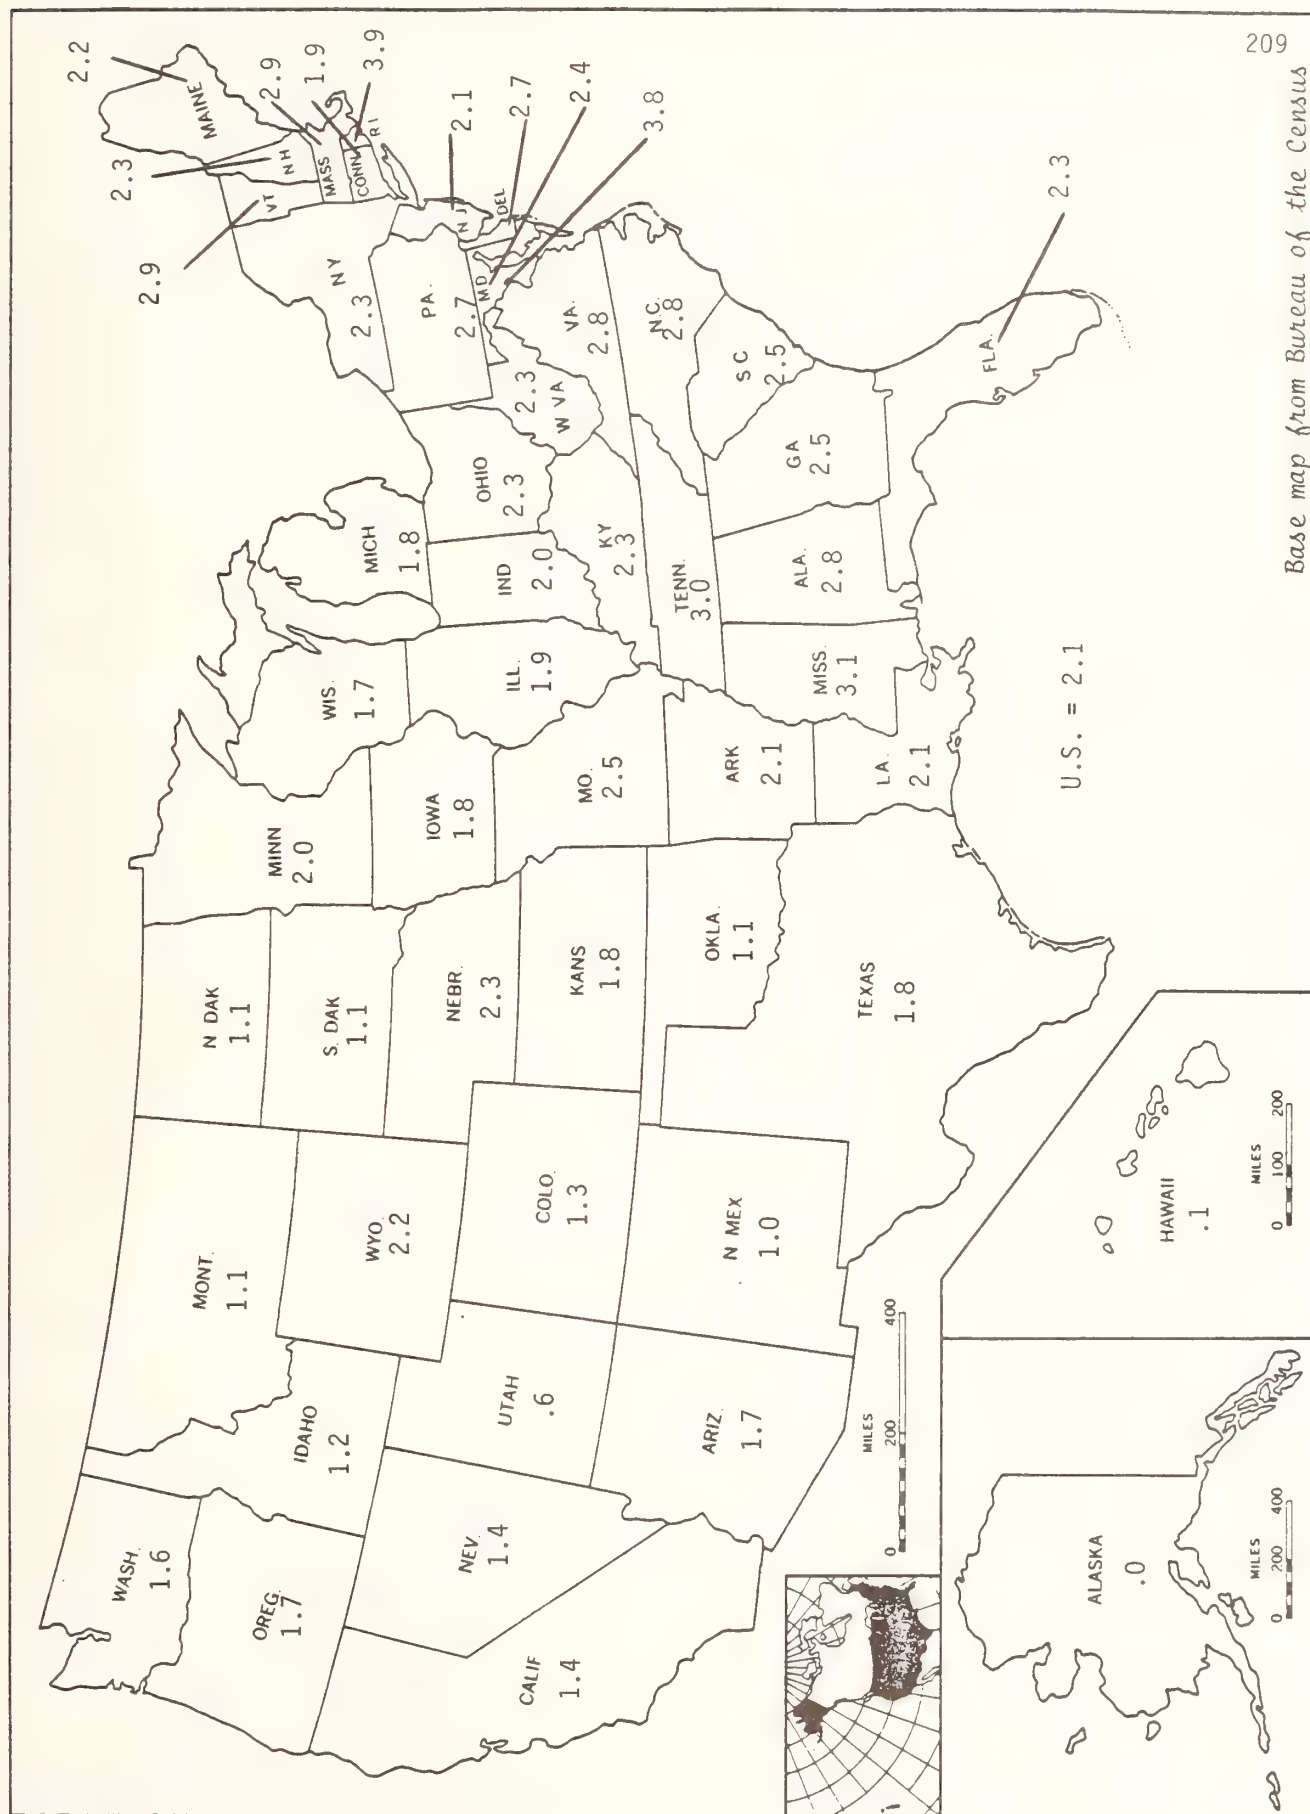 WASH.
1.6
OREG.
1.7
CALIF
1.4
NEV.
1.4
IDAHO
1.2
MONT.
1.1
WYO.
2.2
UTAH
.6
ARIZ.
1.7
COLO.
1.3
N MEX
1.0
N DAK
1.1
S. DAK
1.1
NEBR.
2.3
KANS
1.8
OKLA.
1.1
TEXAS
1.8
MINN
2.0
IOWA
1.8
MO.
2.5
ARK
2.1
LA.
2.1
WIS.
1.7
ILL.
1.9
MICH
1.8
IND
2.0
OHIO
2.3
KY
2.3
TENN.
3.0
MISS.
3.1
ALA.
2.8
GA
2.5
FLA.
2.3
S C
2.5
N.C.
2.8
VA.
2.8
W VA
2.3
PA.
2.7
NY
2.3
VT
2.9
NH
2.3
MAINE
2.2
MASS
2.9
CONN
1.9
RI
3.9
NJ
2.1
DEL
2.7
MD
2.4
3.8
U.S. = 2.1
MILES
0 200 400
ALASKA
.0
MILES
0 200 400
HAWAII
.1
MILES
0 100 200
Base map from Bureau of the Census
209